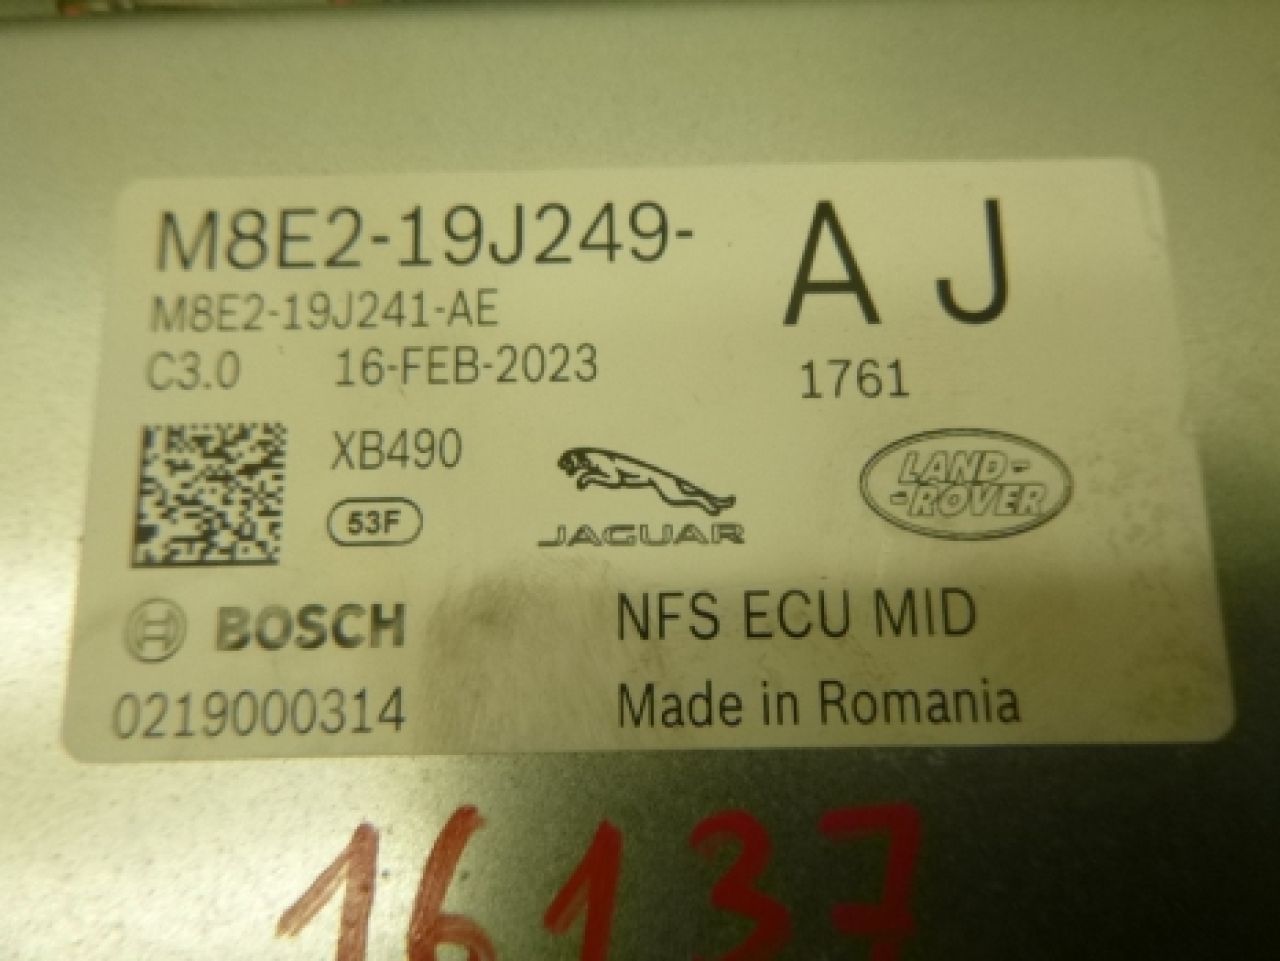 M8E2-19J249- A J
M8E2-19J241-AE
C3.0 16-FEB-2023 1761
XB490
53F
JAGUAR
LAND-
-ROVER
BOSCH
NFS ECU MID
0219000314
Made in Romania
16137